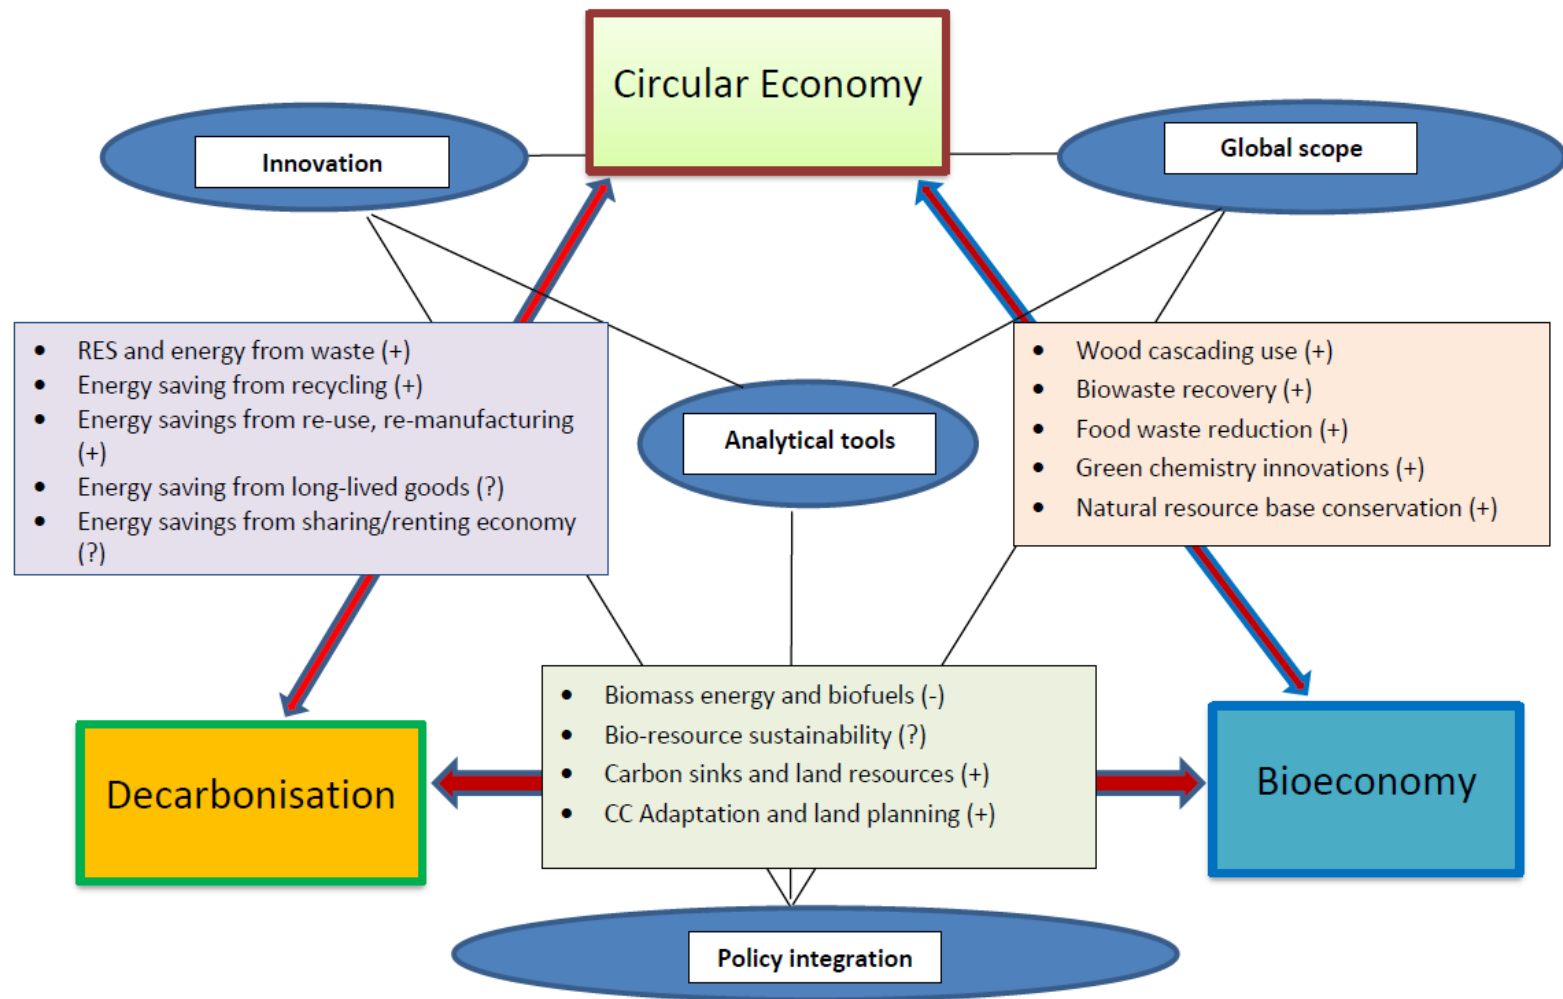 Circular Economy
Innovation
Global scope
• RES and energy from waste (+)
• Energy saving from recycling (+)
• Energy savings from re-use, re-manufacturing
(+)
• Energy saving from long-lived goods (?)
• Energy savings from sharing/renting economy
(?)
• Wood cascading use (+)
• Biowaste recovery (+)
• Food waste reduction (+)
• Green chemistry innovations (+)
• Natural resource base conservation (+)
Analytical tools
• Biomass energy and biofuels (-)
• Bio-resource sustainability (?)
• Carbon sinks and land resources (+)
• CC Adaptation and land planning (+)
Decarbonisation
Bioeconomy
Policy integration